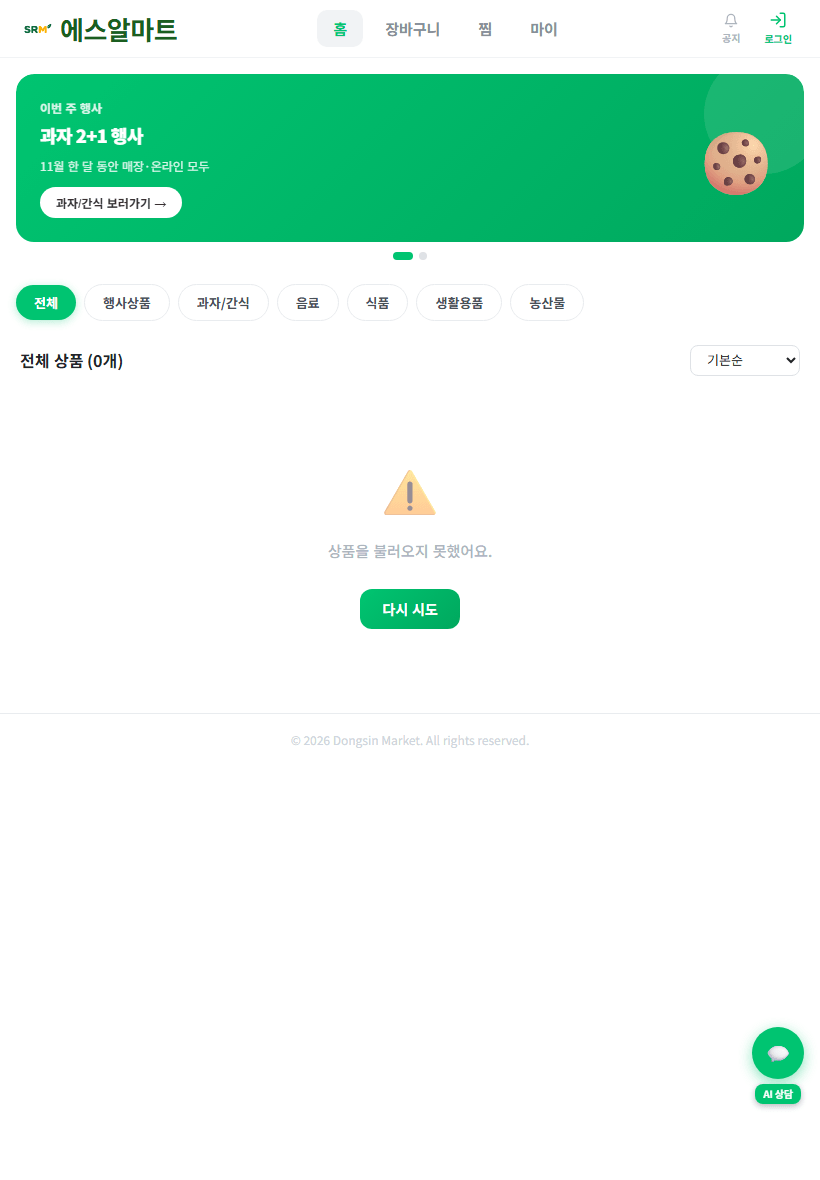 SRM 에스알마트
홈 장바구니 찜 마이
공지 로그인
이번 주 행사
과자 2+1 행사
11월 한 달 동안 매장·온라인 모두
과자/간식 보러가기 →
전체 행사상품 과자/간식 음료 식품 생활용품 농산물
전체 상품 (0개) 기본순
상품을 불러오지 못했어요.
다시 시도
© 2026 Dongsin Market. All rights reserved.
AI 상담